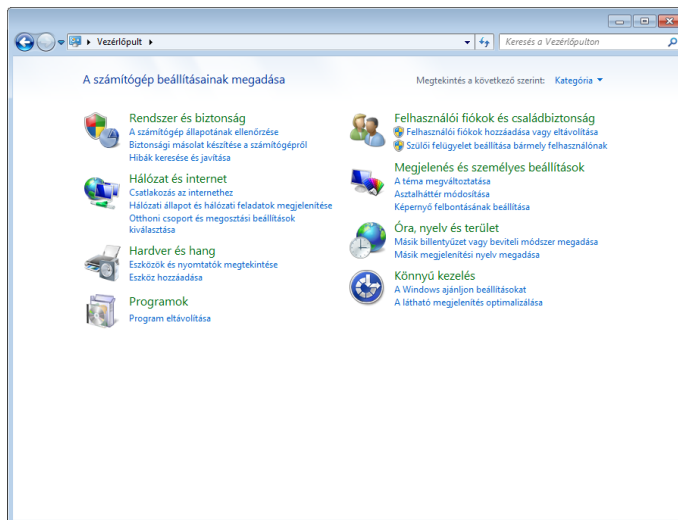 Vezérlőpult
Keresés a Vezérlőpulton
A számítógép beállításainak megadása
Megtekintés a következő szerint: Kategória
Rendszer és biztonság
A számítógép állapotának ellenőrzése
Biztonsági másolat készítése a számítógépről
Hibák keresése és javítása
Hálózat és internet
Csatlakozás az internethez
Hálózati állapot és hálózati feladatok megjelenítése
Otthoni csoport és megosztási beállítások
kiválasztása
Hardver és hang
Eszközök és nyomtatók megtekintése
Eszköz hozzáadása
Programok
Program eltávolítása
Felhasználói fiókok és családbiztonság
Felhasználói fiókok hozzáadása vagy eltávolítása
Szülői felügyelet beállítása bármely felhasználónak
Megjelenés és személyes beállítások
A téma megváltoztatása
Asztalháttér módosítása
Képernyő felbontásának beállítása
Óra, nyelv és terület
Másik billentyűzet vagy beviteli módszer megadása
Másik megjelenítési nyelv megadása
Könnyű kezelés
A Windows ajánljon beállításokat
A látható megjelenítés optimalizálása